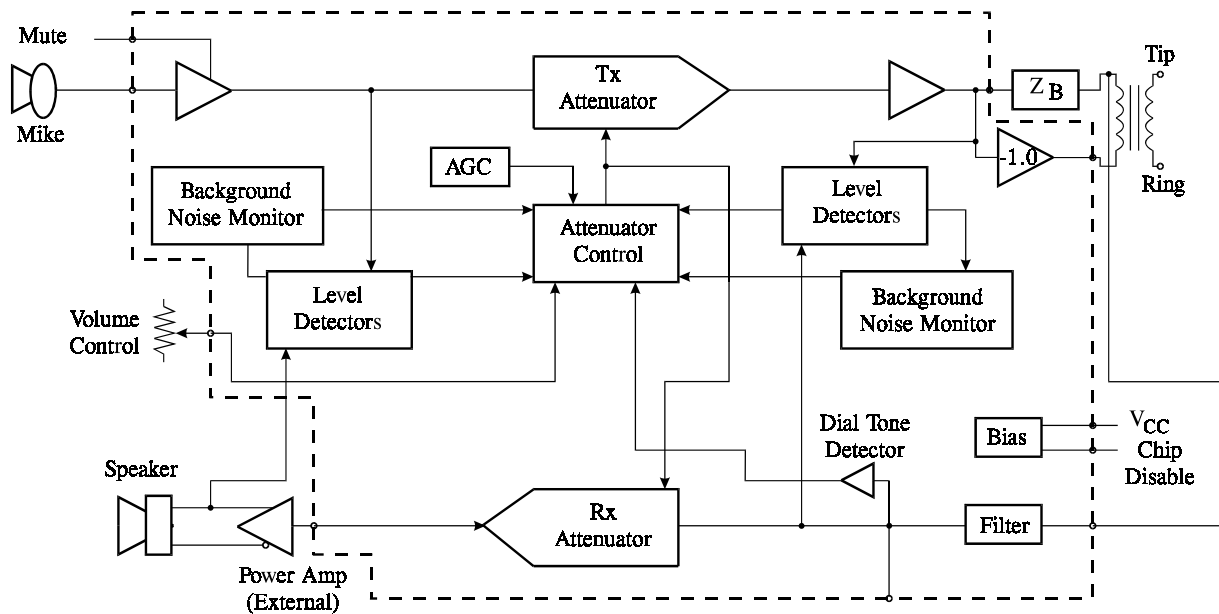 Mute
Mike
Tx
Attenuator
Z B
Tip
Ring
-1.0
AGC
Background
Noise Monitor
Level
Detectors
Attenuator
Control
Level
Detectors
Background
Noise Monitor
Volume
Control
Dial Tone
Detector
Bias
VCC
Chip
Disable
Speaker
Rx
Attenuator
Filter
Power Amp
(External)